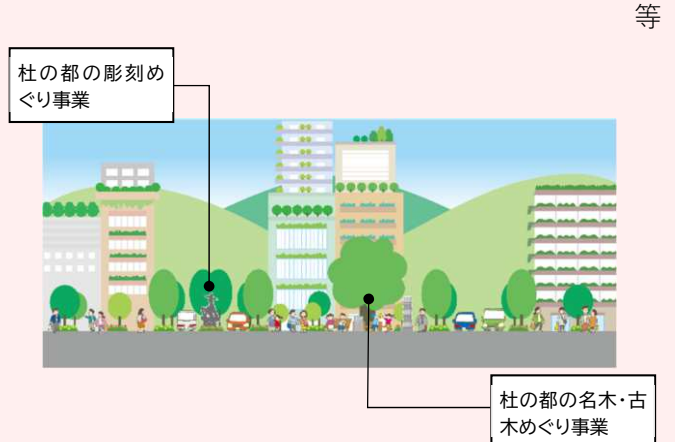 等
杜の都の彫刻め
ぐり事業
杜の都の名木・古
木めぐり事業